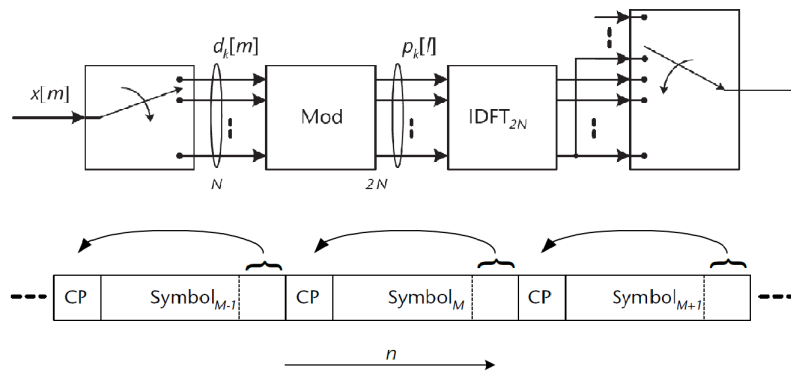 d_k[m]
p_k[l]
x[m]
Mod
IDFT_2N
N
2N
CP
Symbol_M-1
CP
Symbol_M
CP
Symbol_M+1
n